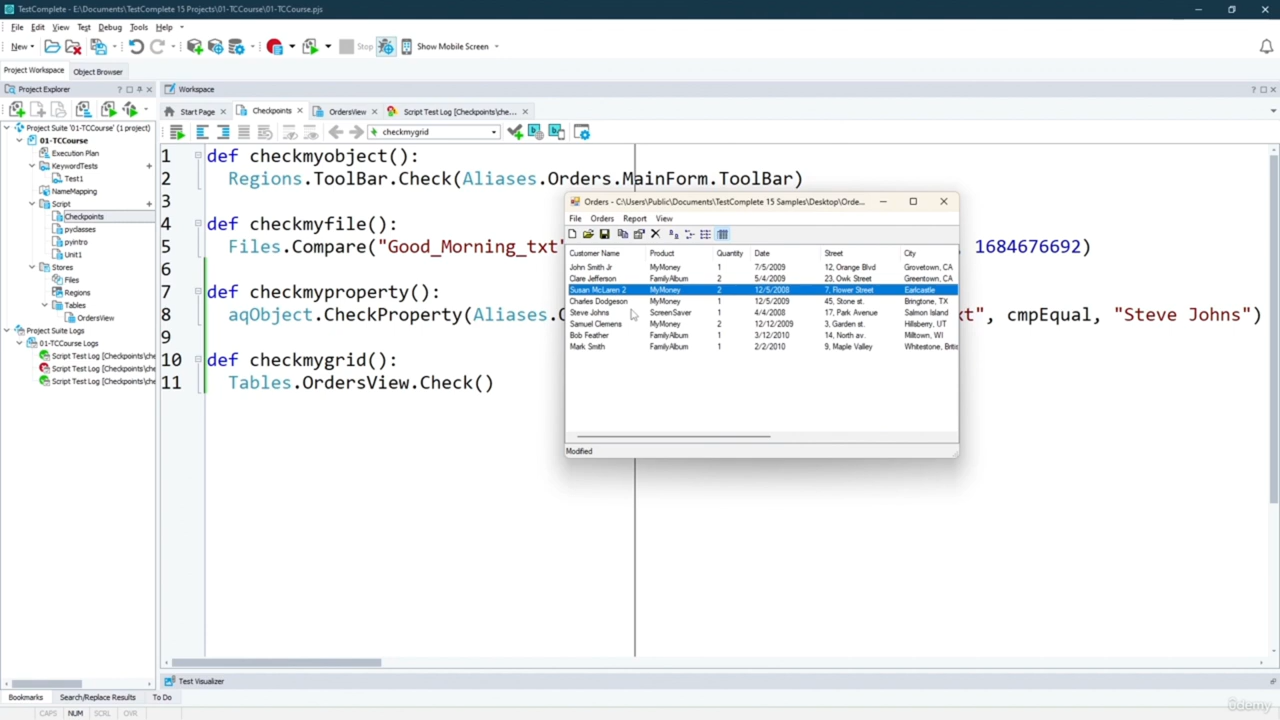 TestComplete - E:\Documents\TestComplete 15 Projects\01-TCCourse\01-TCCourse.pjs
File Edit View Test Debug Tools Help
New Stop Show Mobile Screen
Project Workspace Object Browser
Project Explorer
Workspace
Start Page Checkpoints OrdersView Script Test Log [Checkpoints\che...
checkmygrid
Project Suite '01-TCCourse' (1 project)
01-TCCourse
Execution Plan
KeywordTests
Test1
NameMapping
Script
Checkpoints
pyclasses
pyintro
Unit1
Stores
Files
Regions
Tables
OrdersView
Project Suite Logs
01-TCCourse Logs
Script Test Log [Checkpoints\che
Script Test Log [Checkpoints\che
Script Test Log [Checkpoints\che
1 def checkmyobject():
2 Regions.ToolBar.Check(Aliases.Orders.MainForm.ToolBar)
3
4 def checkmyfile():
5 Files.Compare("Good_Morning_txt" 1684676692)
6
7 def checkmyproperty():
8 aqObject.CheckProperty(Aliases. xt", cmpEqual, "Steve Johns")
9
10 def checkmygrid():
11 Tables.OrdersView.Check()
Orders - C:\Users\Public\Documents\TestComplete 15 Samples\Desktop\Orde...
File Orders Report View
Customer Name Product Quantity Date Street City
John Smith Jr MyMoney 1 7/5/2009 12, Orange Blvd Grovetown, CA
Clare Jefferson FamilyAlbum 2 5/4/2009 23, Owk Street Greentown, CA
Susan McLaren 2 MyMoney 2 12/5/2008 7, Flower Street Earlcastle
Charles Dodgeson MyMoney 1 12/5/2009 45, Stone st. Bringtone, TX
Steve Johns ScreenSaver 1 4/4/2008 17, Park Avenue Salmon Island
Samuel Clemens MyMoney 2 12/12/2009 3, Garden st. Hillsberry, UT
Bob Feather FamilyAlbum 1 3/12/2010 14, North av. Milltown, WI
Mark Smith FamilyAlbum 1 2/2/2010 9, Maple Valley Whitestone, Britis
Modified
Test Visualizer
Bookmarks Search/Replace Results To Do
CAPS NUM SCRL OVR
ûdemy